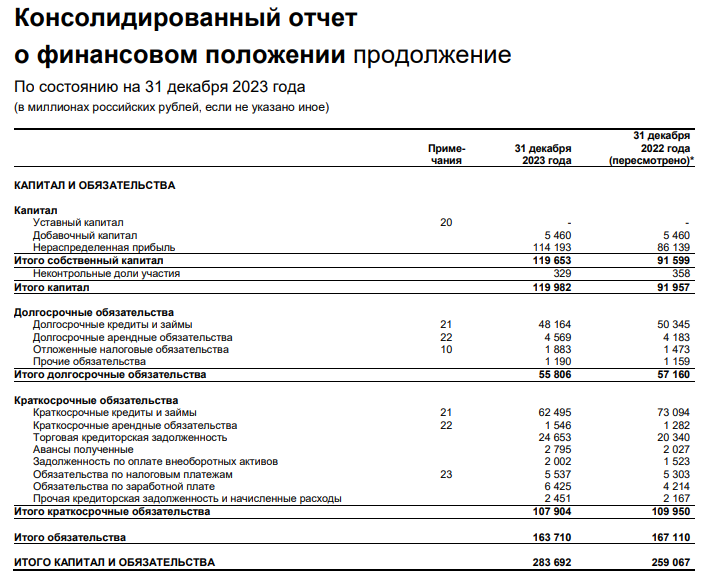 Консолидированный отчет
о финансовом положении продолжение
По состоянию на 31 декабря 2023 года
(в миллионах российских рублей, если не указано иное)
Приме-чания 31 декабря 2023 года 31 декабря 2022 года (пересмотрено)*
КАПИТАЛ И ОБЯЗАТЕЛЬСТВА
Капитал
Уставный капитал 20 - -
Добавочный капитал 5 460 5 460
Нераспределенная прибыль 114 193 86 139
Итого собственный капитал 119 653 91 599
Неконтрольные доли участия 329 358
Итого капитал 119 982 91 957
Долгосрочные обязательства
Долгосрочные кредиты и займы 21 48 164 50 345
Долгосрочные арендные обязательства 22 4 569 4 183
Отложенные налоговые обязательства 10 1 883 1 473
Прочие обязательства 1 190 1 159
Итого долгосрочные обязательства 55 806 57 160
Краткосрочные обязательства
Краткосрочные кредиты и займы 21 62 495 73 094
Краткосрочные арендные обязательства 22 1 546 1 282
Торговая кредиторская задолженность 24 653 20 340
Авансы полученные 2 795 2 027
Задолженность по оплате внеоборотных активов 2 002 1 523
Обязательства по налоговым платежам 23 5 537 5 303
Обязательства по заработной плате 6 425 4 214
Прочая кредиторская задолженность и начисленные расходы 2 451 2 167
Итого краткосрочные обязательства 107 904 109 950
Итого обязательства 163 710 167 110
ИТОГО КАПИТАЛ И ОБЯЗАТЕЛЬСТВА 283 692 259 067